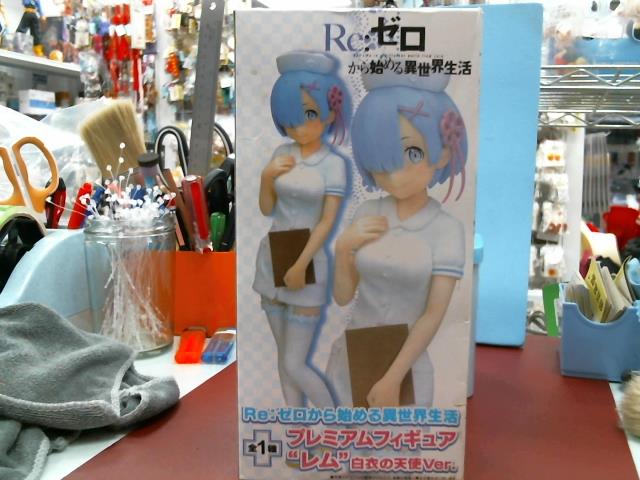 Re:ゼロ
から始める異世界生活
Re:ゼロから始める異世界生活
全1種
プレミアムフィギュア
"レム"白衣の天使Ver.